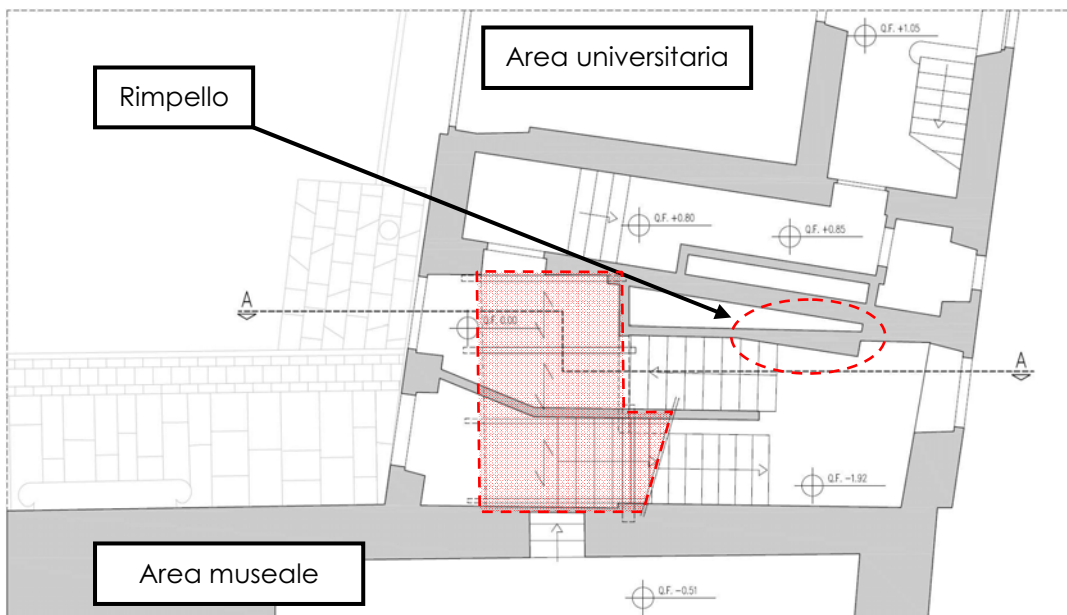 Q.F. +1.05
Area universitaria
Rimpello
Q.F. +0.80
Q.F. +0.85
A
Q.F. 0.00
A
Q.F. -1.92
Area museale
Q.F. -0.51